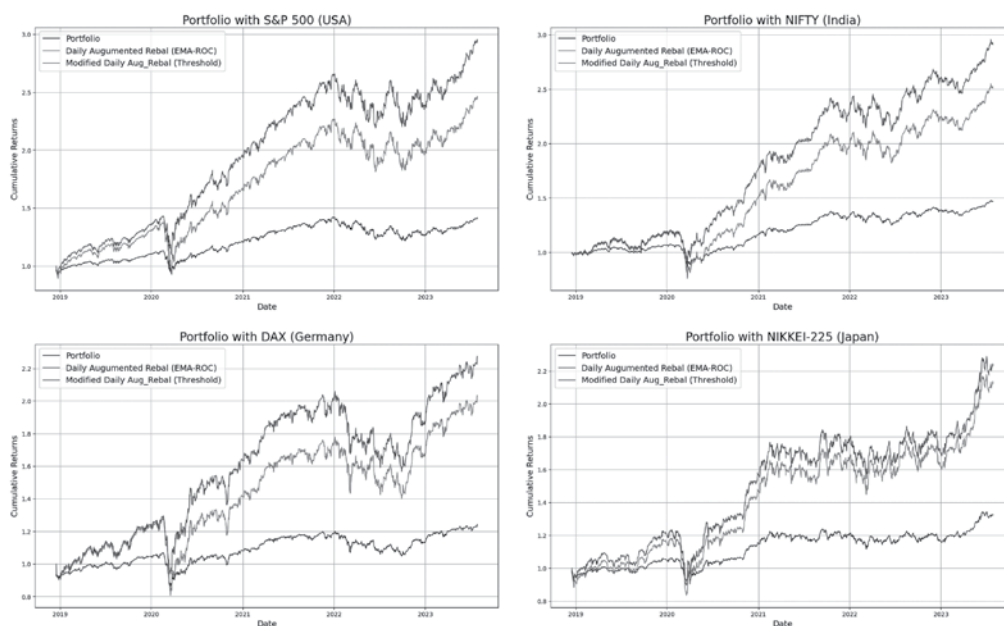 Portfolio with S&P 500 (USA)
Portfolio
Daily Augumented Rebal (EMA-ROC)
Modified Daily Aug_Rebal (Threshold)
Cumulative Returns
3.0
2.5
2.0
1.5
1.0
2019 2020 2021 2022 2023
Date
Portfolio with NIFTY (India)
Portfolio
Daily Augumented Rebal (EMA-ROC)
Modified Daily Aug_Rebal (Threshold)
Cumulative Returns
3.0
2.5
2.0
1.5
1.0
2019 2020 2021 2022 2023
Date
Portfolio with DAX (Germany)
Portfolio
Daily Augumented Rebal (EMA-ROC)
Modified Daily Aug_Rebal (Threshold)
Cumulative Returns
2.2
2.0
1.8
1.6
1.4
1.2
1.0
0.8
2019 2020 2021 2022 2023
Date
Portfolio with NIKKEI-225 (Japan)
Portfolio
Daily Augumented Rebal (EMA-ROC)
Modified Daily Aug_Rebal (Threshold)
Cumulative Returns
2.2
2.0
1.8
1.6
1.4
1.2
1.0
0.8
2019 2020 2021 2022 2023
Date